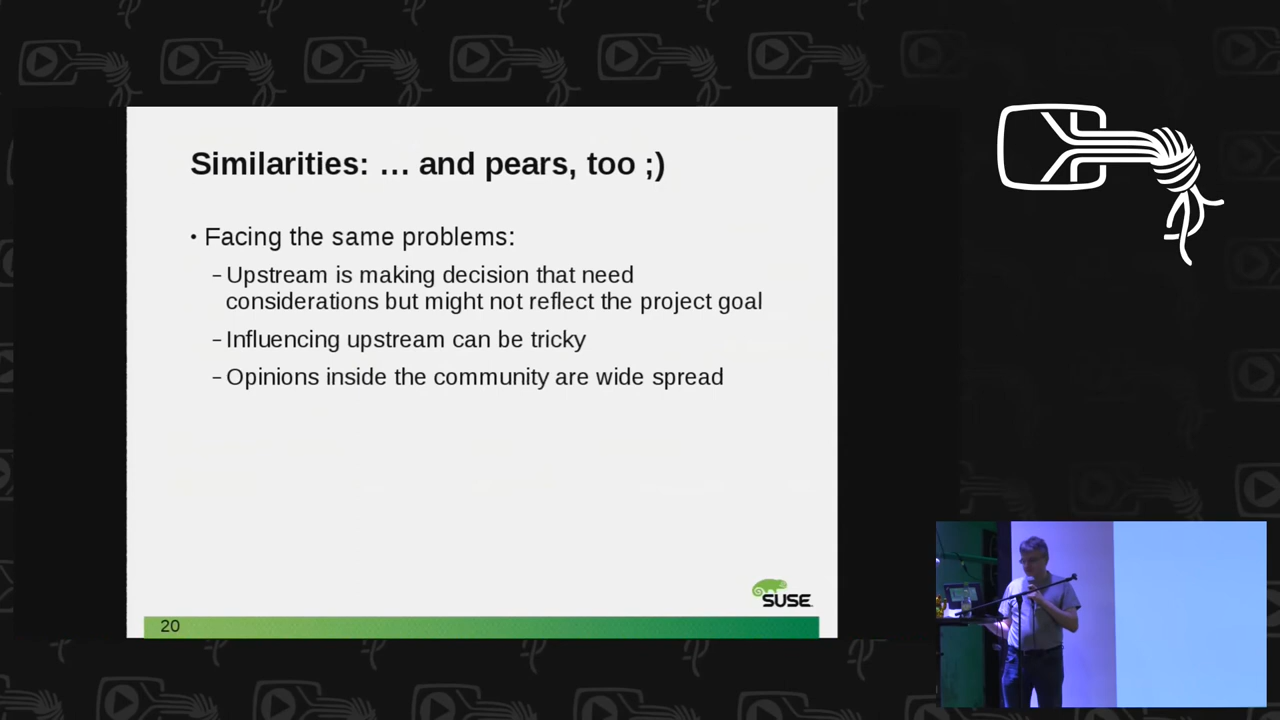 Similarities: … and pears, too ;)
• Facing the same problems:
– Upstream is making decision that need
considerations but might not reflect the project goal
– Influencing upstream can be tricky
– Opinions inside the community are wide spread
SUSE
20